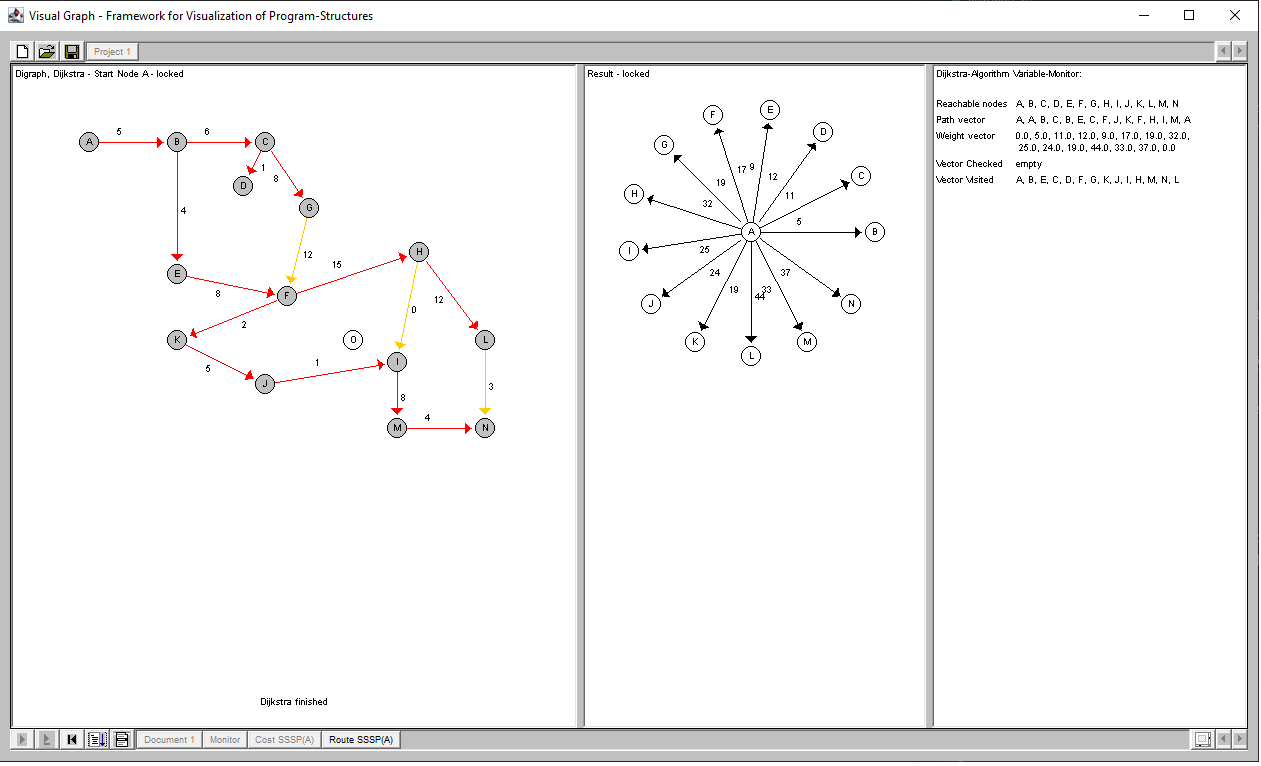 Visual Graph - Framework for Visualization of Program-Structures
Project 1
Digraph, Dijkstra - Start Node A - locked
A
5
B
6
C
1
8
D
G
4
12
E
8
F
15
H
2
0
12
K
O
L
5
J
1
I
3
8
M
4
N
Dijkstra finished
Result - locked
E
F
D
G
C
H
B
A
I
N
J
M
K
L
17
9
12
19
11
32
5
25
24
37
19
44
33
Dijkstra-Algorithm Variable-Monitor:
Reachable nodes A, B, C, D, E, F, G, H, I, J, K, L, M, N
Path vector A, A, B, C, B, E, C, F, J, K, F, H, I, M, A
Weight vector 0.0, 5.0, 11.0, 12.0, 9.0, 17.0, 19.0, 32.0,
25.0, 24.0, 19.0, 44.0, 33.0, 37.0, 0.0
Vector Checked empty
Vector Visited A, B, E, C, D, F, G, K, J, I, H, M, N, L
Document 1
Monitor
Cost SSSP(A)
Route SSSP(A)